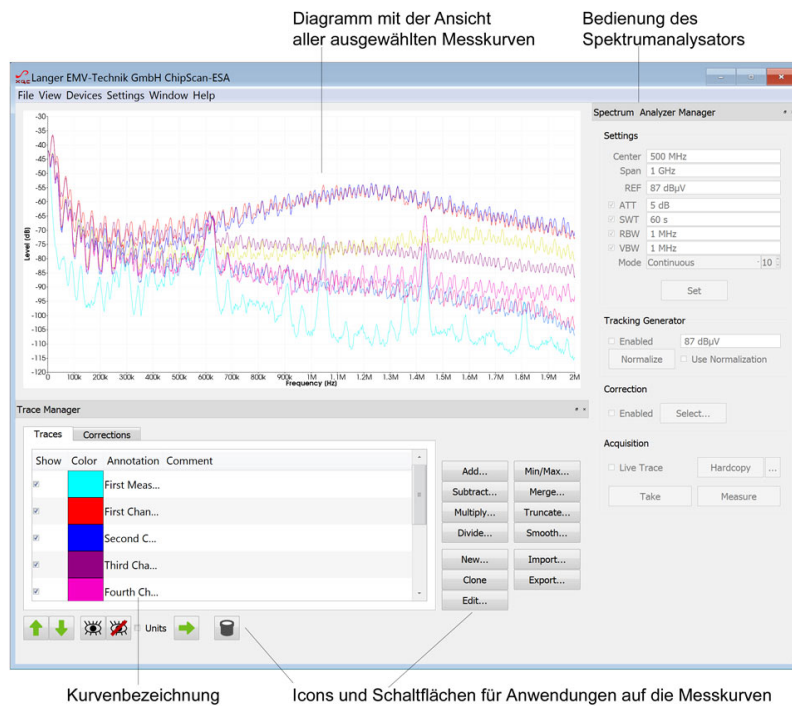 Diagramm mit der Ansicht
aller ausgewählten Messkurven
Bedienung des
Spektrumanalysators
Langer EMV-Technik GmbH ChipScan-ESA
File View Devices Settings Window Help
-30
-35
-40
-45
-50
-55
-60
-65
-70
-75
-80
-85
-90
-95
-100
-105
-110
-115
-120
Level (dB)
0 100k 200k 300k 400k 500k 600k 700k 800k 900k 1M 1.1M 1.2M 1.3M 1.4M 1.5M 1.6M 1.7M 1.8M 1.9M 2M
Frequency (Hz)
Spectrum Analyzer Manager
Settings
Center 500 MHz
Span 1 GHz
REF 87 dBµV
ATT 5 dB
SWT 60 s
RBW 1 MHz
VBW 1 MHz
Mode Continuous 10
Set
Tracking Generator
Enabled 87 dBµV
Normalize Use Normalization
Correction
Enabled Select...
Acquisition
Live Trace Hardcopy ...
Take Measure
Trace Manager
Traces Corrections
Show Color Annotation Comment
First Meas...
First Chan...
Second C...
Third Cha...
Fourth Ch...
Add... Min/Max...
Subtract... Merge...
Multiply... Truncate...
Divide... Smooth...
New... Import...
Clone Export...
Edit...
Units
Kurvenbezeichnung
Icons und Schaltflächen für Anwendungen auf die Messkurven